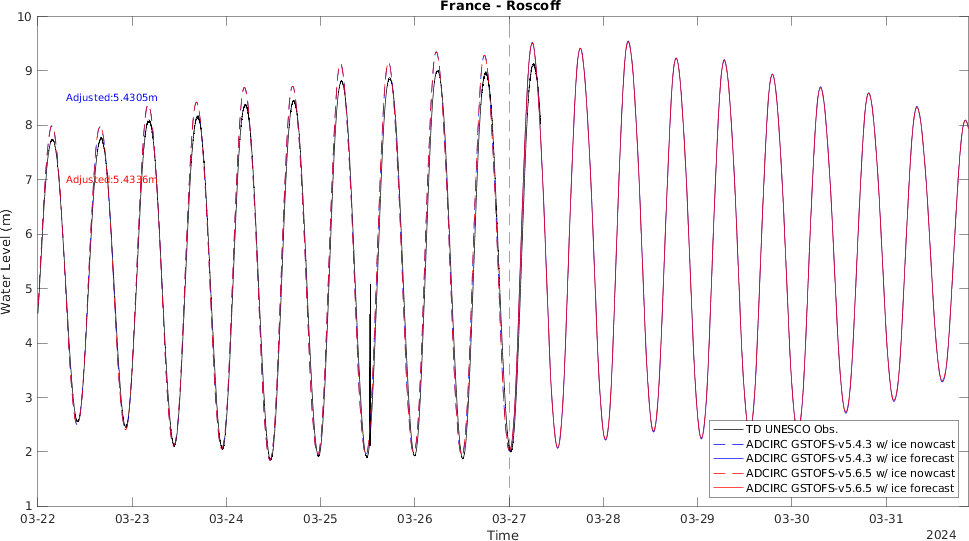 France - Roscoff
10
9
8
7
6
5
4
3
2
1
Water Level (m)
Adjusted:5.4305m
Adjusted:5.4336m
TD UNESCO Obs.
ADCIRC GSTOFS-v5.4.3 w/ ice nowcast
ADCIRC GSTOFS-v5.4.3 w/ ice forecast
ADCIRC GSTOFS-v5.6.5 w/ ice nowcast
ADCIRC GSTOFS-v5.6.5 w/ ice forecast
03-22 03-23 03-24 03-25 03-26 03-27 03-28 03-29 03-30 03-31
Time
2024